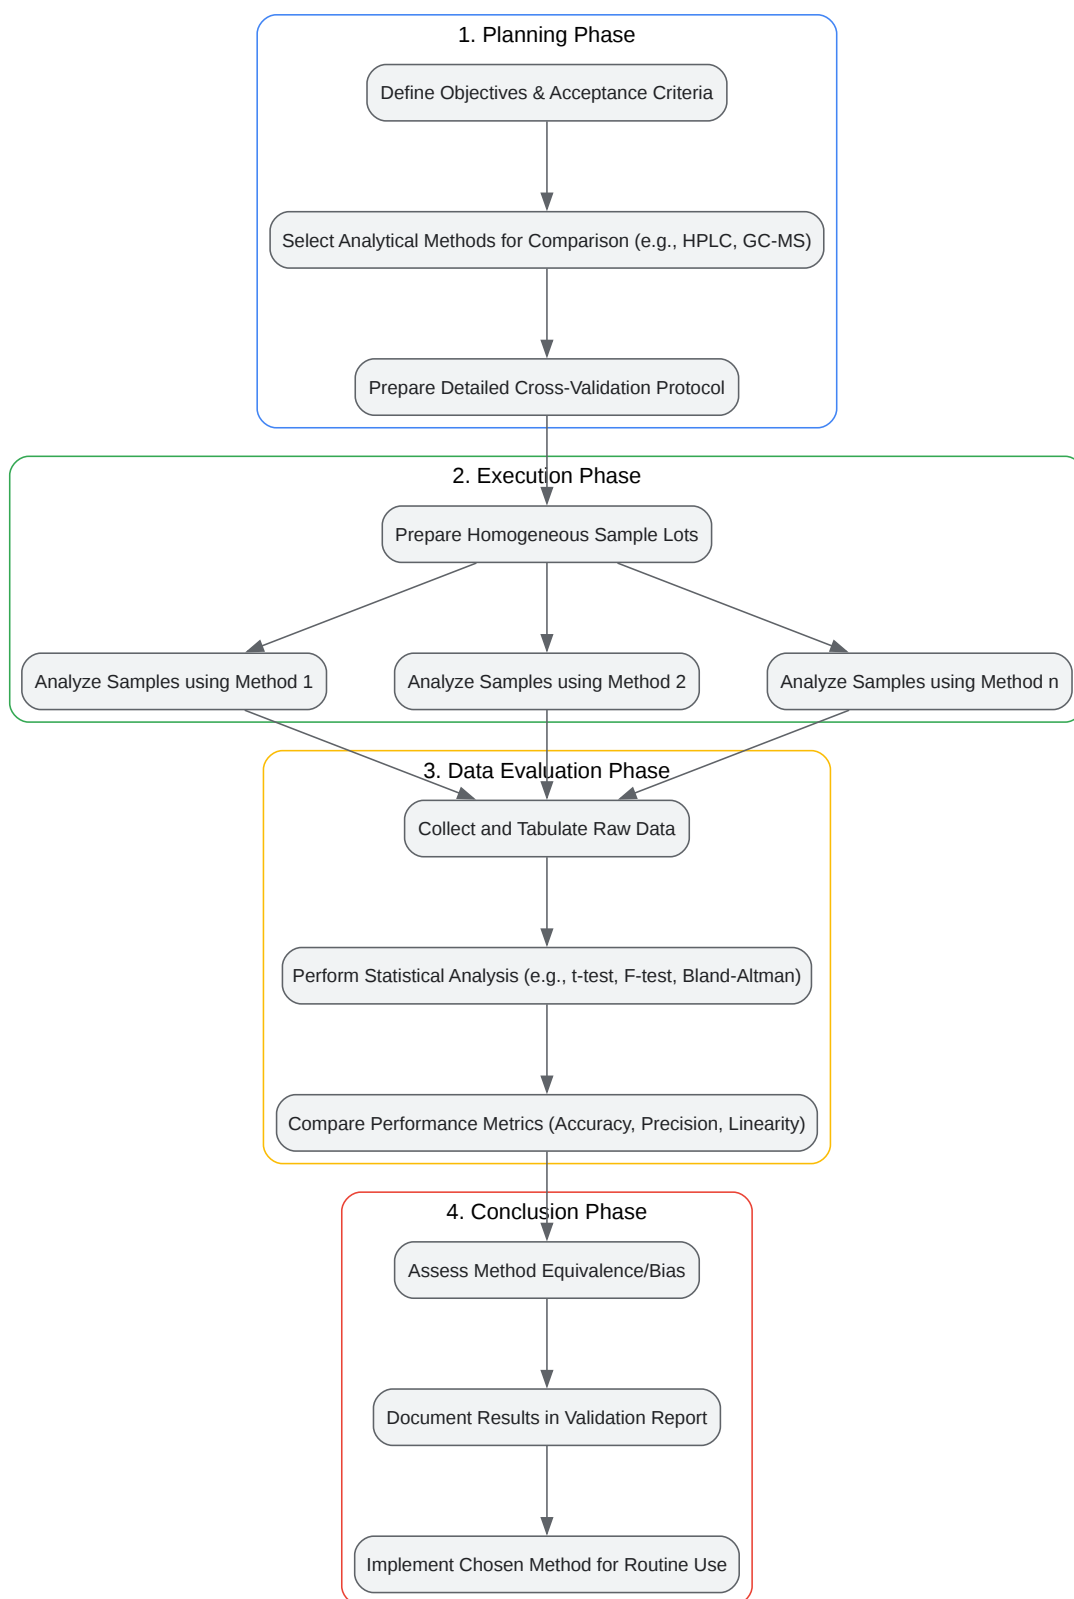 1. Planning Phase
Define Objectives & Acceptance Criteria
Select Analytical Methods for Comparison (e.g., HPLC, GC-MS)
Prepare Detailed Cross-Validation Protocol
2. Execution Phase
Prepare Homogeneous Sample Lots
Analyze Samples using Method 1
Analyze Samples using Method 2
Analyze Samples using Method n
3. Data Evaluation Phase
Collect and Tabulate Raw Data
Perform Statistical Analysis (e.g., t-test, F-test, Bland-Altman)
Compare Performance Metrics (Accuracy, Precision, Linearity)
4. Conclusion Phase
Assess Method Equivalence/Bias
Document Results in Validation Report
Implement Chosen Method for Routine Use